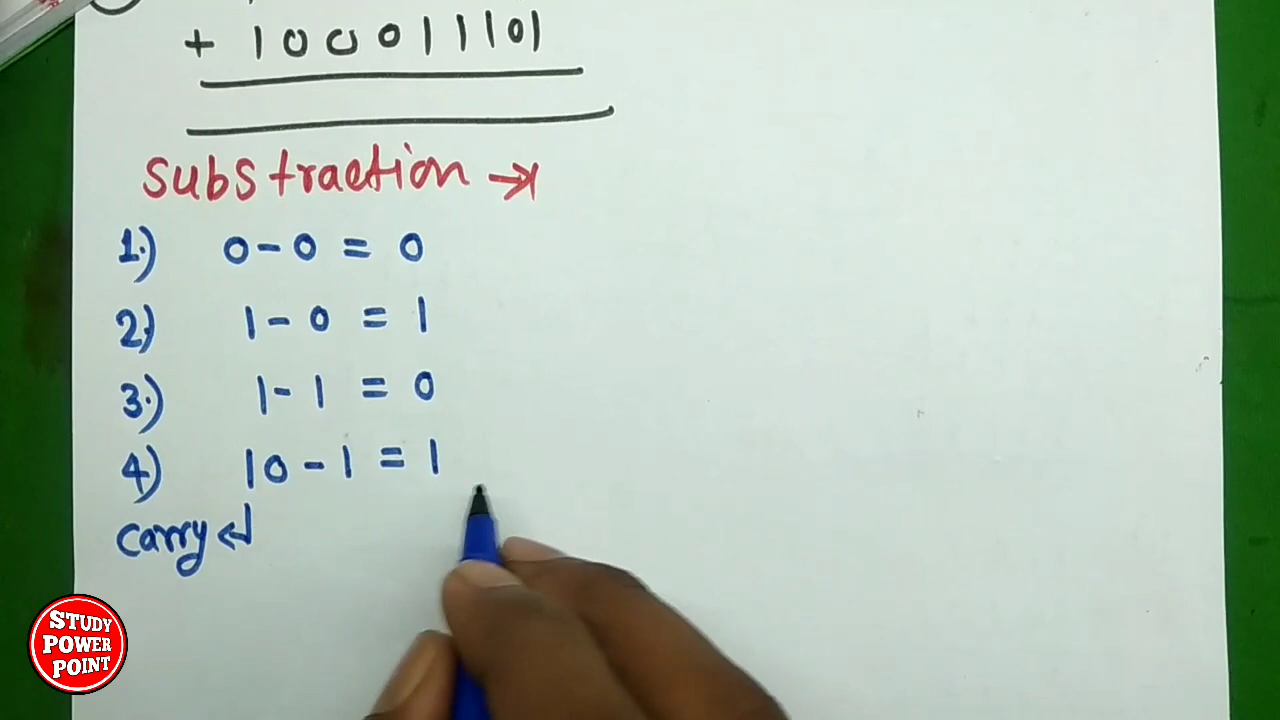 + 100011101
Substraction →
1.) 0 - 0 = 0
2.) 1 - 0 = 1
3.) 1 - 1 = 0
4) 10 - 1 = 1
Carry ↵
STUDY
POWER
POINT